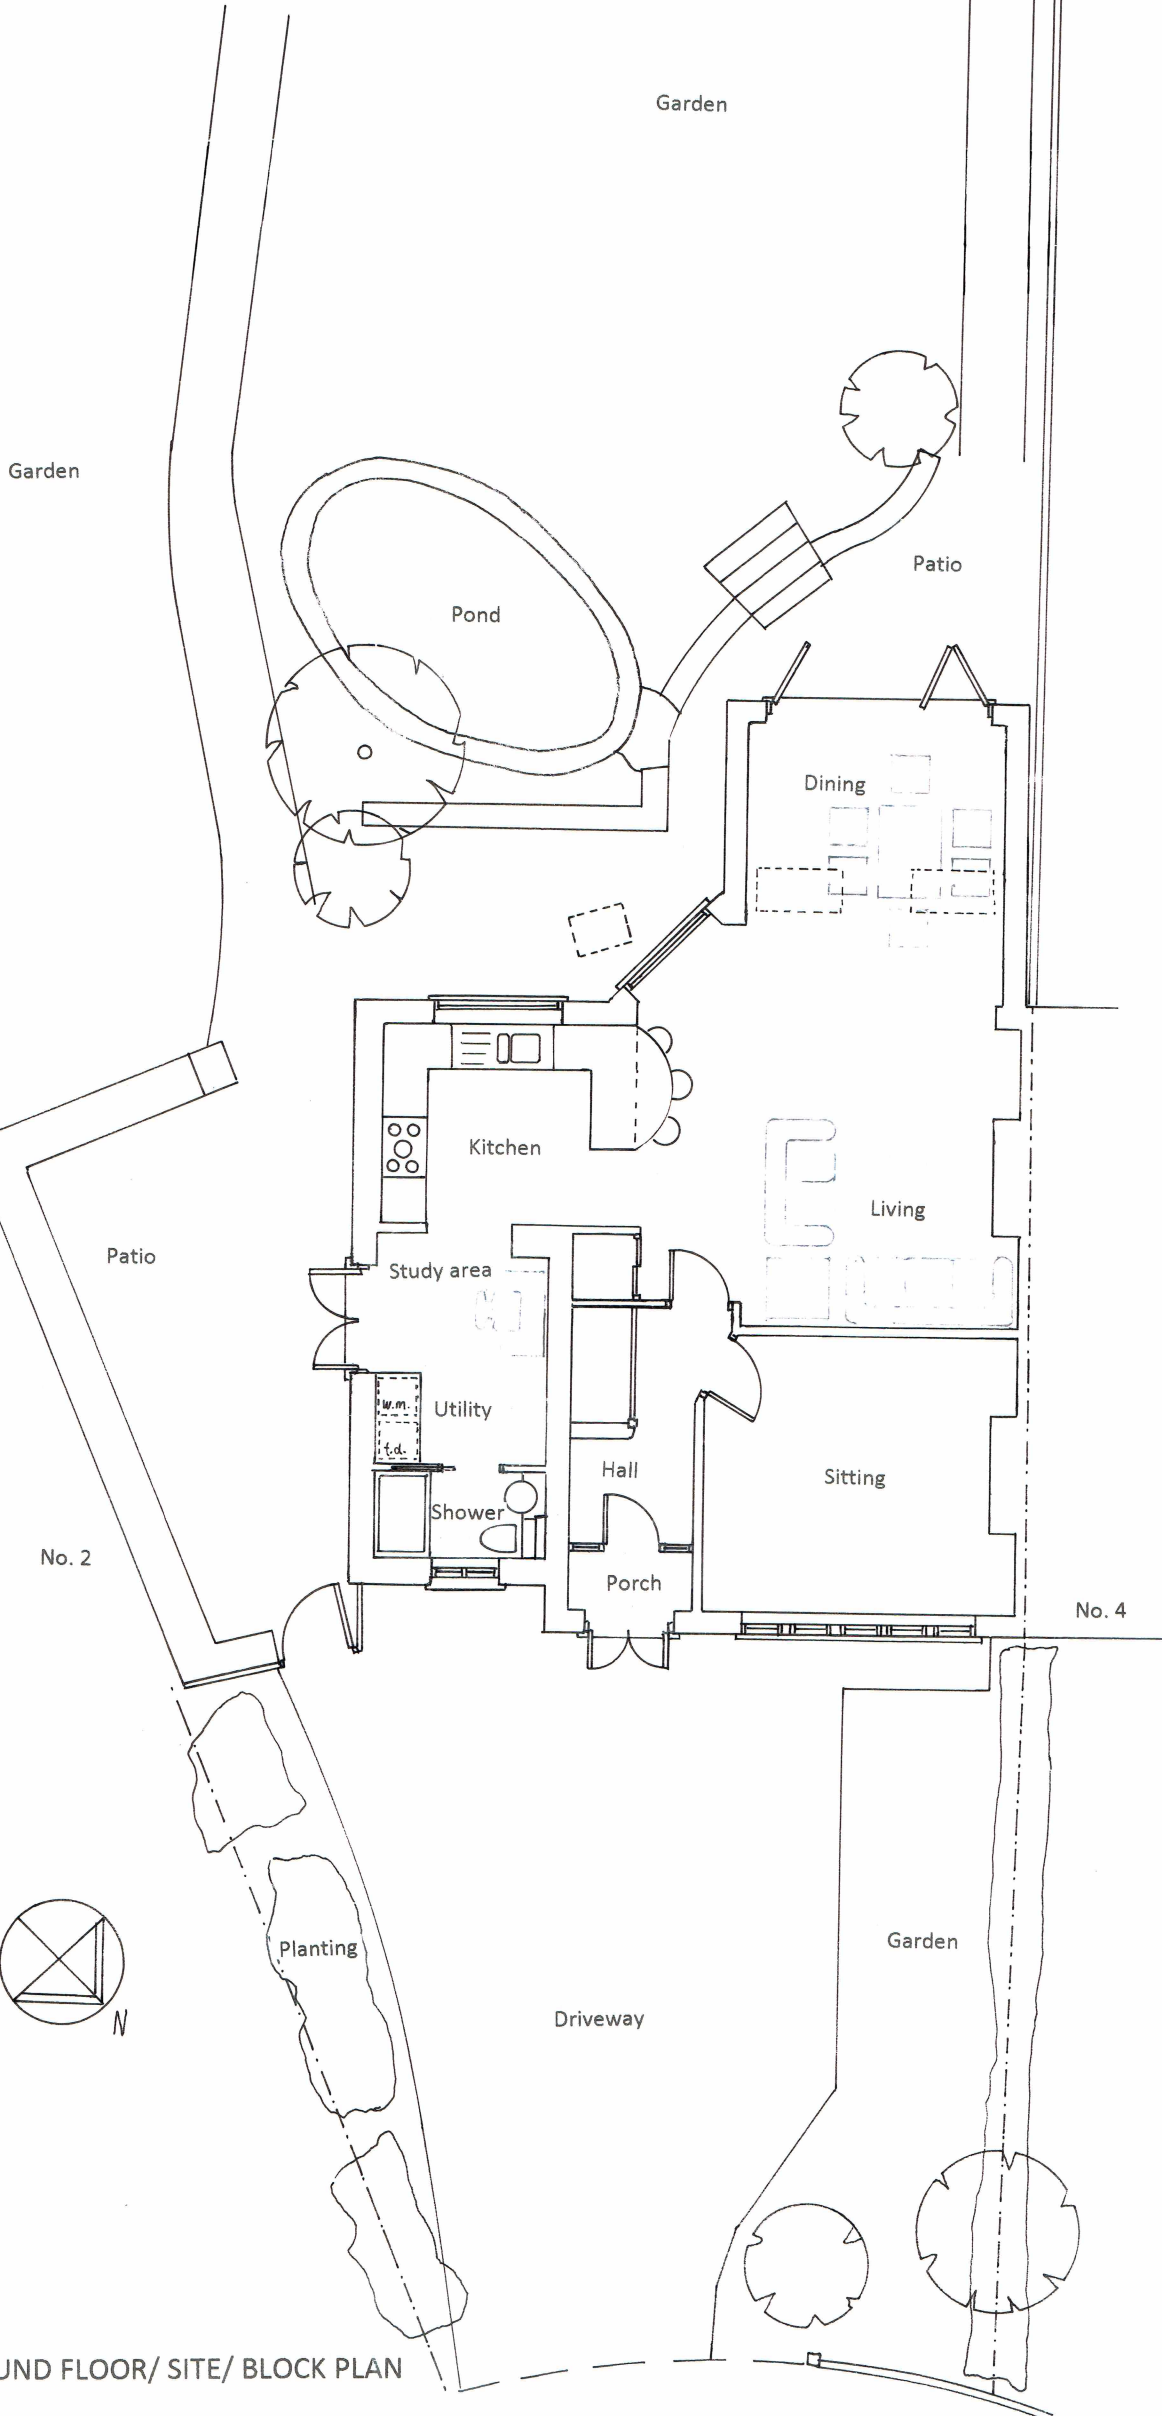 Garden
Garden
Patio
Pond
Dining
Kitchen
Living
Patio
Study area
w.m.
Utility
t.d.
Hall
Sitting
Shower
No. 2
Porch
No. 4
Planting
Garden
N
Driveway
UND FLOOR/ SITE/ BLOCK PLAN